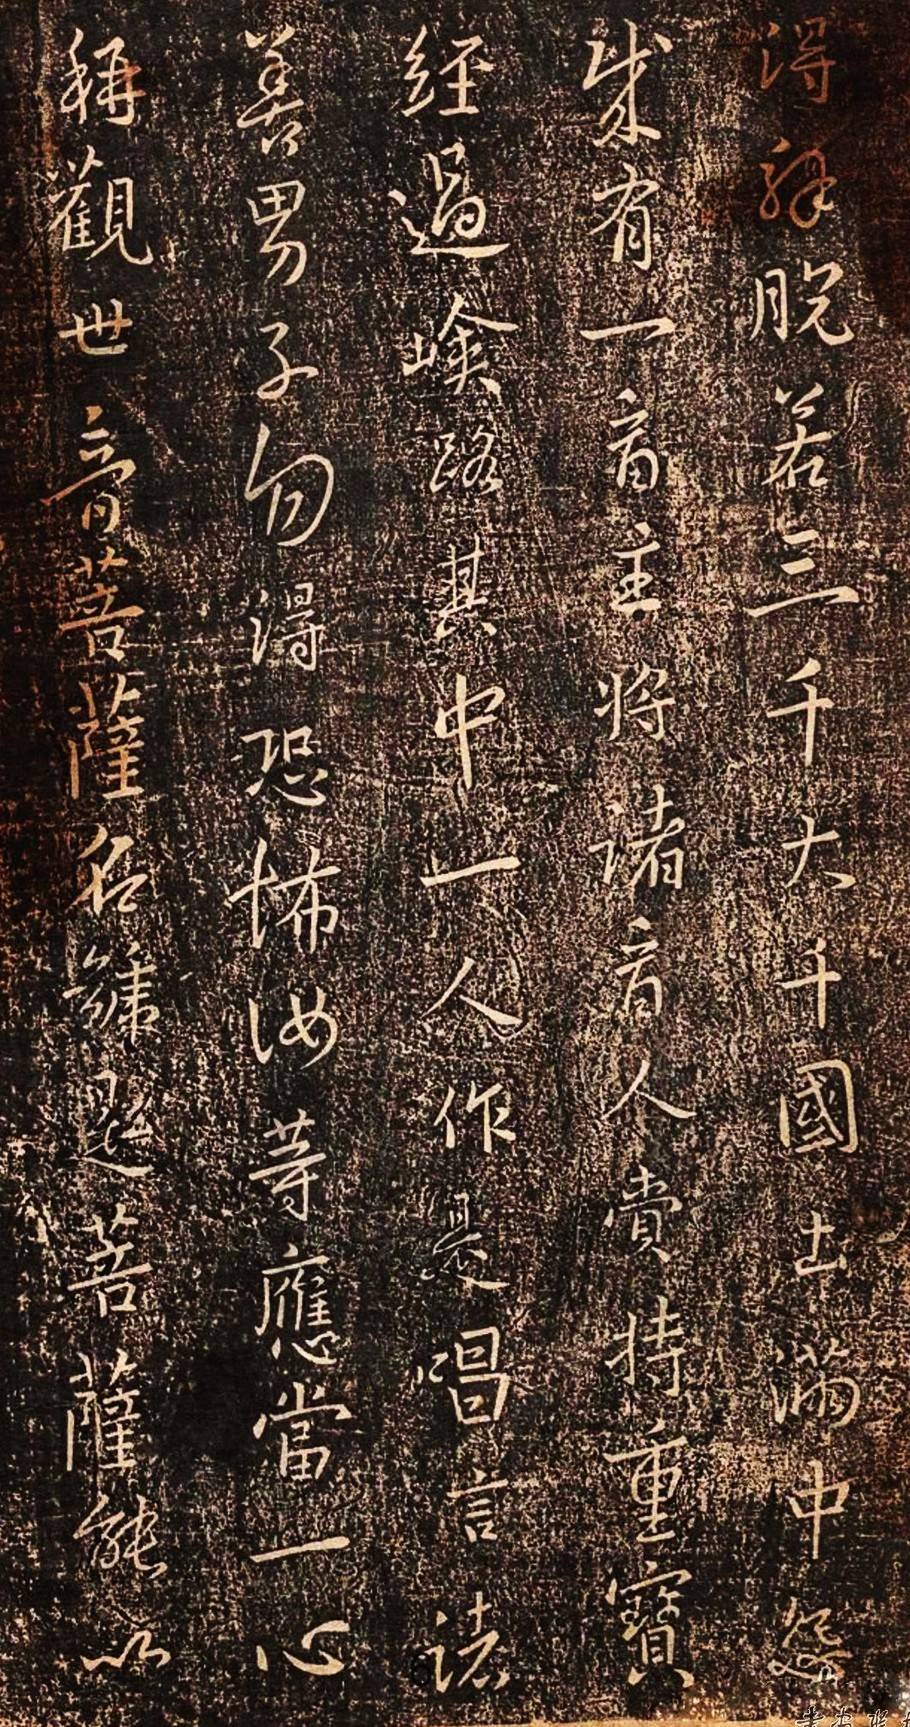 得解脫若三千大千國土滿中怨
賊有一商主將諸商人賫持重寶
經過嶮路其中一人作是唱言諸
善男子勿得恐怖汝等應當一心
稱觀世音菩薩名號是菩薩能以